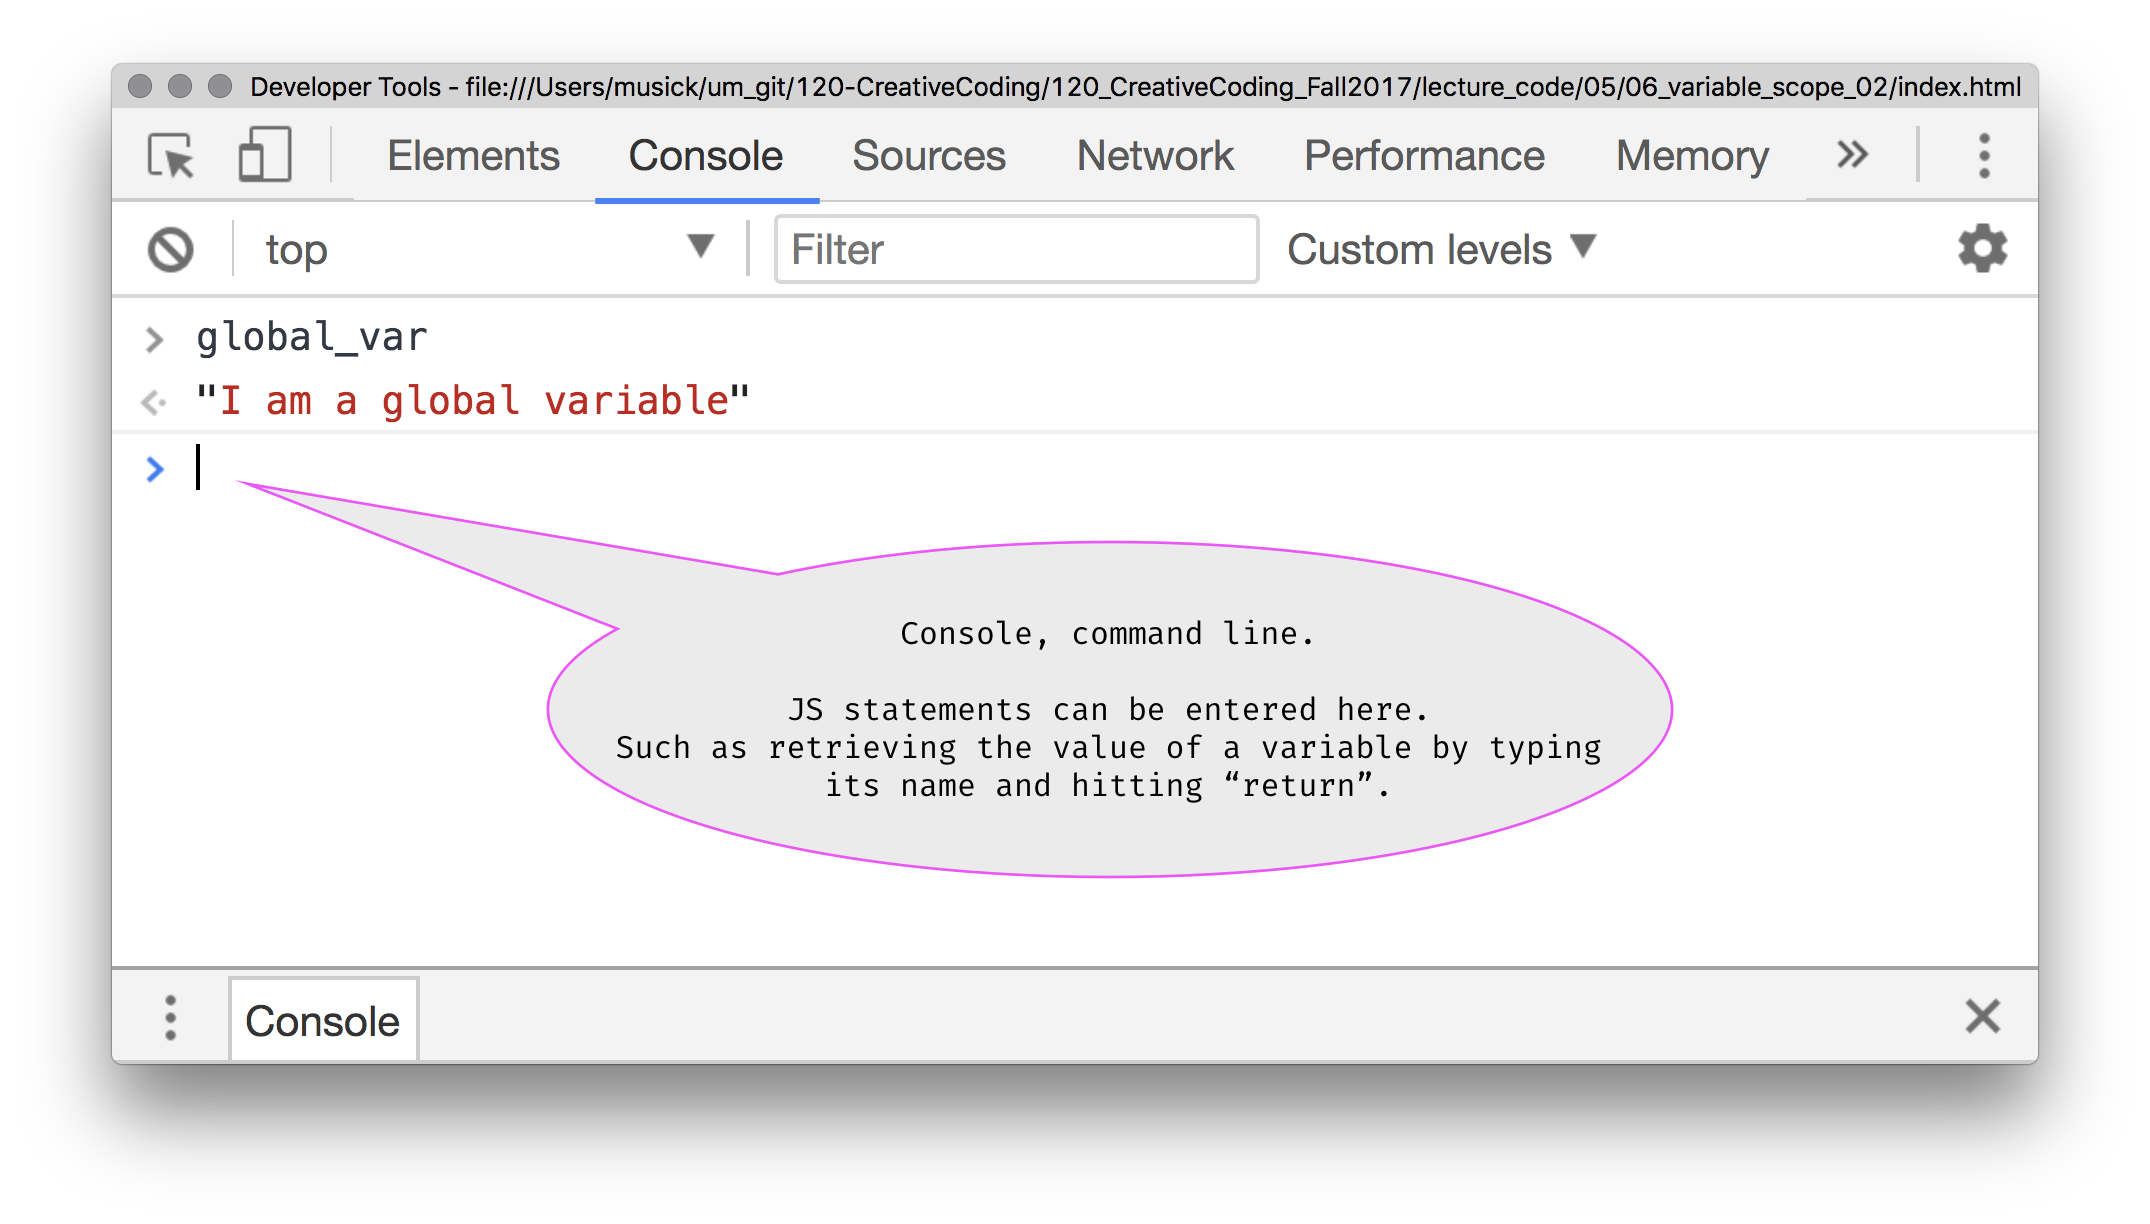 Developer Tools - file:///Users/musick/um_git/120-CreativeCoding/120_CreativeCoding_Fall2017/lecture_code/05/06_variable_scope_02/index.html
Elements Console Sources Network Performance Memory
top Filter Custom levels
global_var
"I am a global variable"
Console, command line.
JS statements can be entered here.
Such as retrieving the value of a variable by typing
its name and hitting “return”.
Console